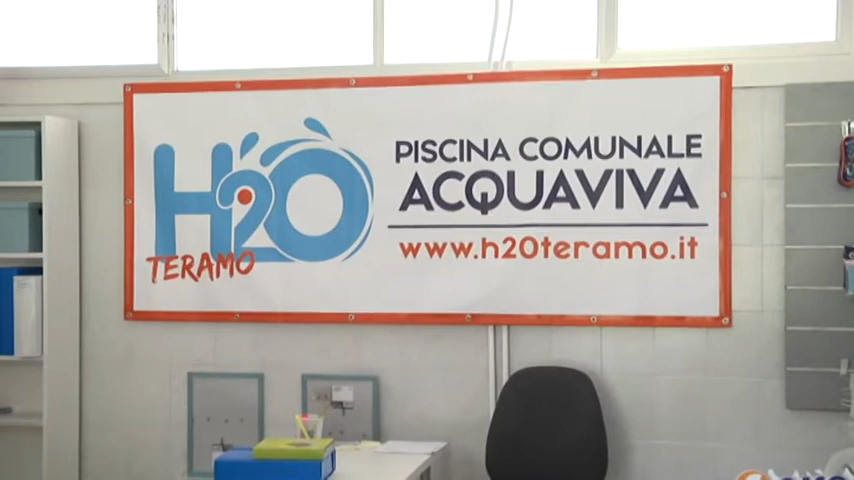 H2O
TERAMO
PISCINA COMUNALE
ACQUAVIVA
www.h20teramo.it